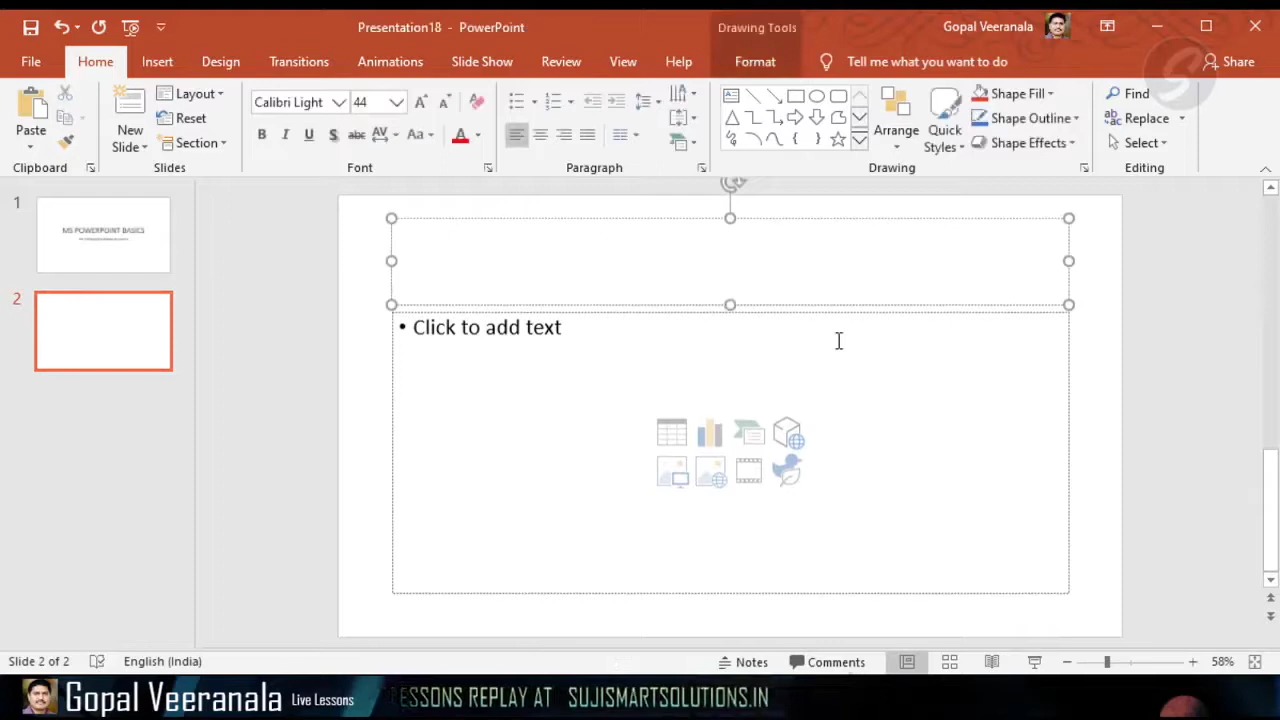 Presentation18 - PowerPoint
Drawing Tools
Gopal Veeranala
File
Home
Insert
Design
Transitions
Animations
Slide Show
Review
View
Help
Format
Tell me what you want to do
Share
Paste
Clipboard
New
Slide
Layout
Reset
Section
Slides
Calibri Light
44
B I U S abc AV Aa A
Font
Paragraph
Arrange
Quick
Styles
Shape Fill
Shape Outline
Shape Effects
Drawing
Find
Replace
Select
Editing
1
MS POWERPOINT BASICS
2
• Click to add text
Slide 2 of 2
English (India)
Notes
Comments
58%
Gopal Veeranala Live Lessons
ESSONS REPLAY AT SUJISMARTSOLUTIONS.IN